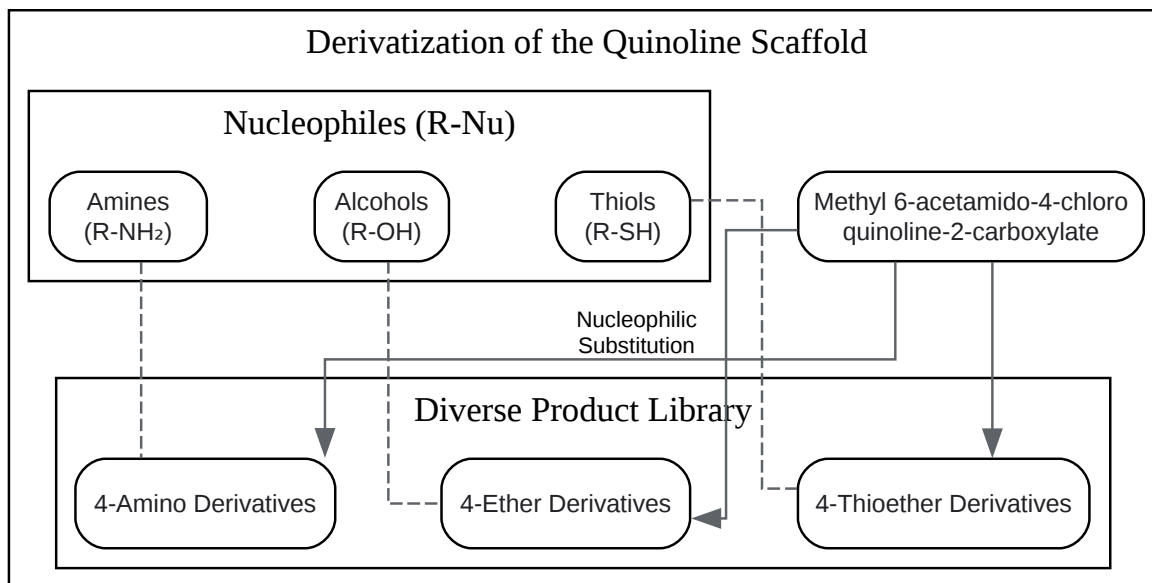 Derivatization of the Quinoline Scaffold
Nucleophiles (R-Nu)
Amines
(R-NH₂)
Alcohols
(R-OH)
Thiols
(R-SH)
Methyl 6-acetamido-4-chloro
quinoline-2-carboxylate
Nucleophilic
Substitution
Diverse Product Library
4-Amino Derivatives
4-Ether Derivatives
4-Thioether Derivatives